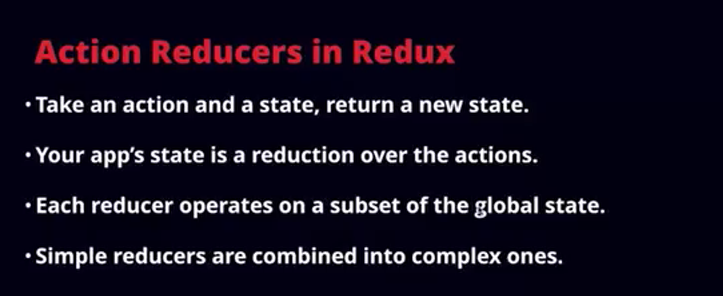 Action Reducers in Redux
• Take an action and a state, return a new state.
• Your app’s state is a reduction over the actions.
• Each reducer operates on a subset of the global state.
• Simple reducers are combined into complex ones.